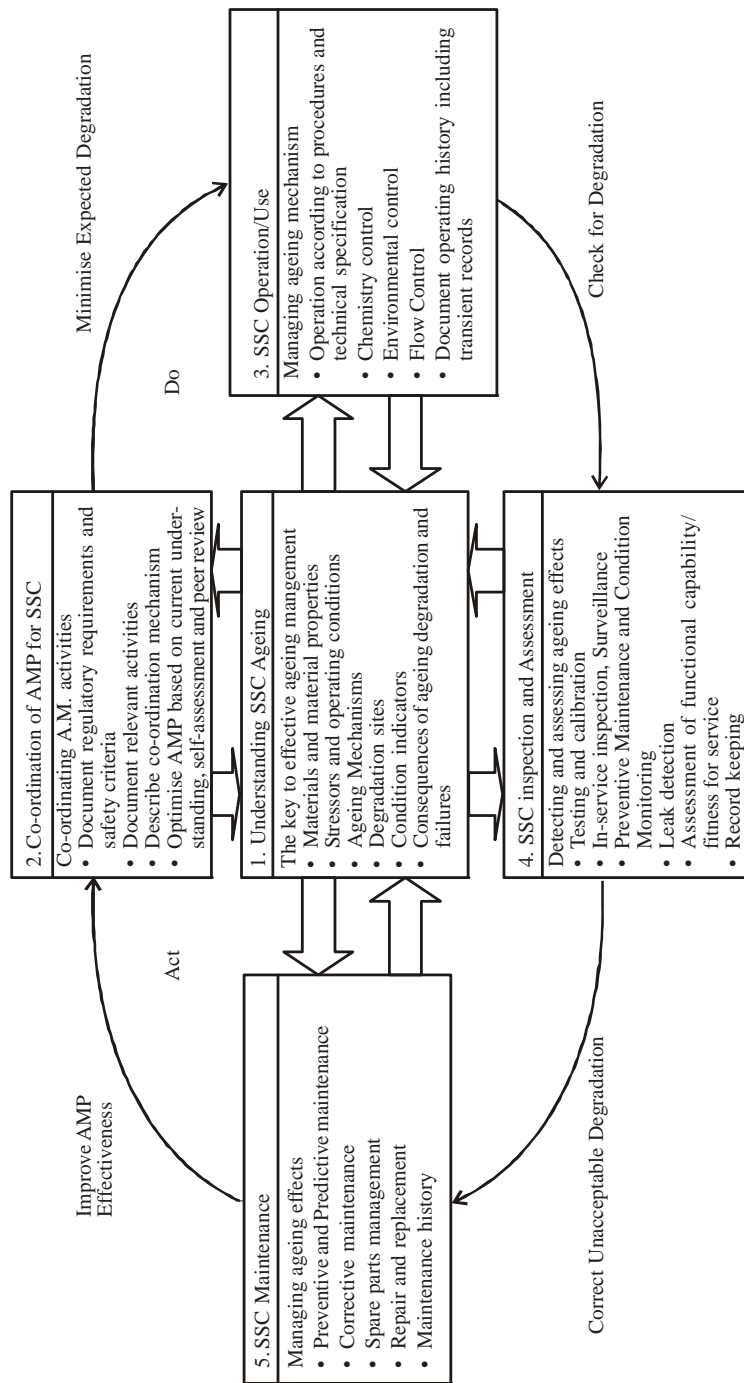 Improve AMP
Effectiveness
Act
2.Co-ordination of AMP for SSC
Co-ordinating A.M. activities
• Document regulatory requirements and
safety criteria
• Document relevant activities
• Describe co-ordination mechanism
• Optimise AMP based on current under-
standing, self-assessment and peer review
Minimise Expected Degradation
Do
5.SSC Maintenance
Managing ageing effects
• Preventive and Predictive maintenance
• Corrective maintenance
• Spare parts management
• Repair and replacement
• Maintenance history
1. Understanding SSC Ageing
The key to effective ageing mangement
• Materials and material properties
• Stressors and operating conditions
• Ageing Mechanisms
• Degradation sites
• Condition indicators
• Consequences of ageing degradation and
failures
3. SSC Operation/Use
Managing ageing mechanism
• Operation according to procedures and
technical specification
• Chemistry control
• Environmental control
• Flow Control
• Document operating history including
transient records
Correct Unacceptable Degradation
4. SSC inspection and Assessment
Detecting and assessing ageing effects
• Testing and calibration
• In-service inspection, Surveillance
• Preventive Maintenance and Condition
Monitoring
• Leak detection
• Assessment of functional capability/
fitness for service
• Record keeping
Check for Degradation